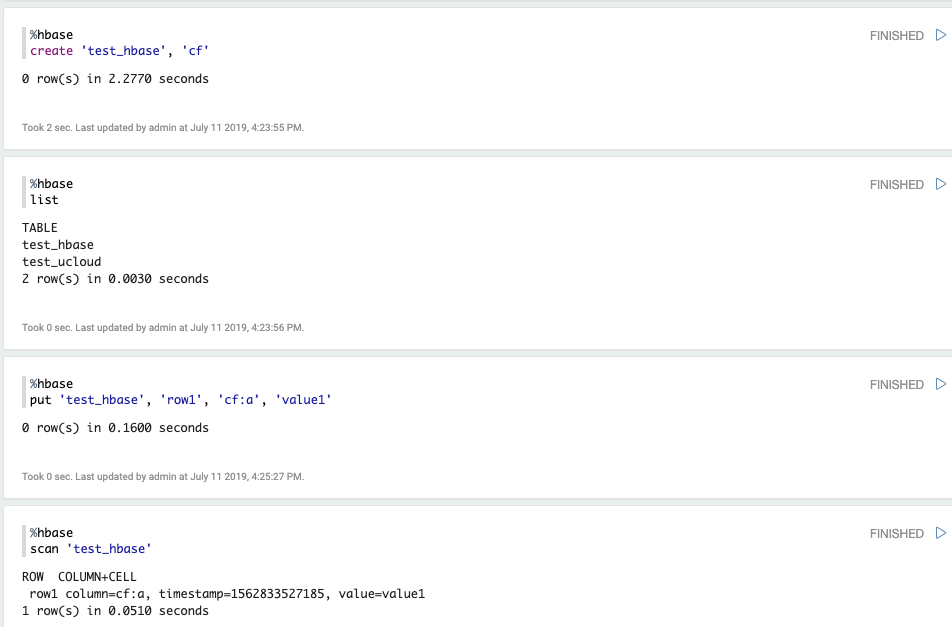 %hbase
FINISHED
create 'test_hbase', 'cf'
0 row(s) in 2.2770 seconds
Took 2 sec. Last updated by admin at July 11 2019, 4:23:55 PM.
%hbase
FINISHED
list
TABLE
test_hbase
test_ucloud
2 row(s) in 0.0030 seconds
Took 0 sec. Last updated by admin at July 11 2019, 4:23:56 PM.
%hbase
FINISHED
put 'test_hbase', 'row1', 'cf:a', 'value1'
0 row(s) in 0.1600 seconds
Took 0 sec. Last updated by admin at July 11 2019, 4:25:27 PM.
%hbase
FINISHED
scan 'test_hbase'
ROW  COLUMN+CELL
row1 column=cf:a, timestamp=1562833527185, value=value1
1 row(s) in 0.0510 seconds